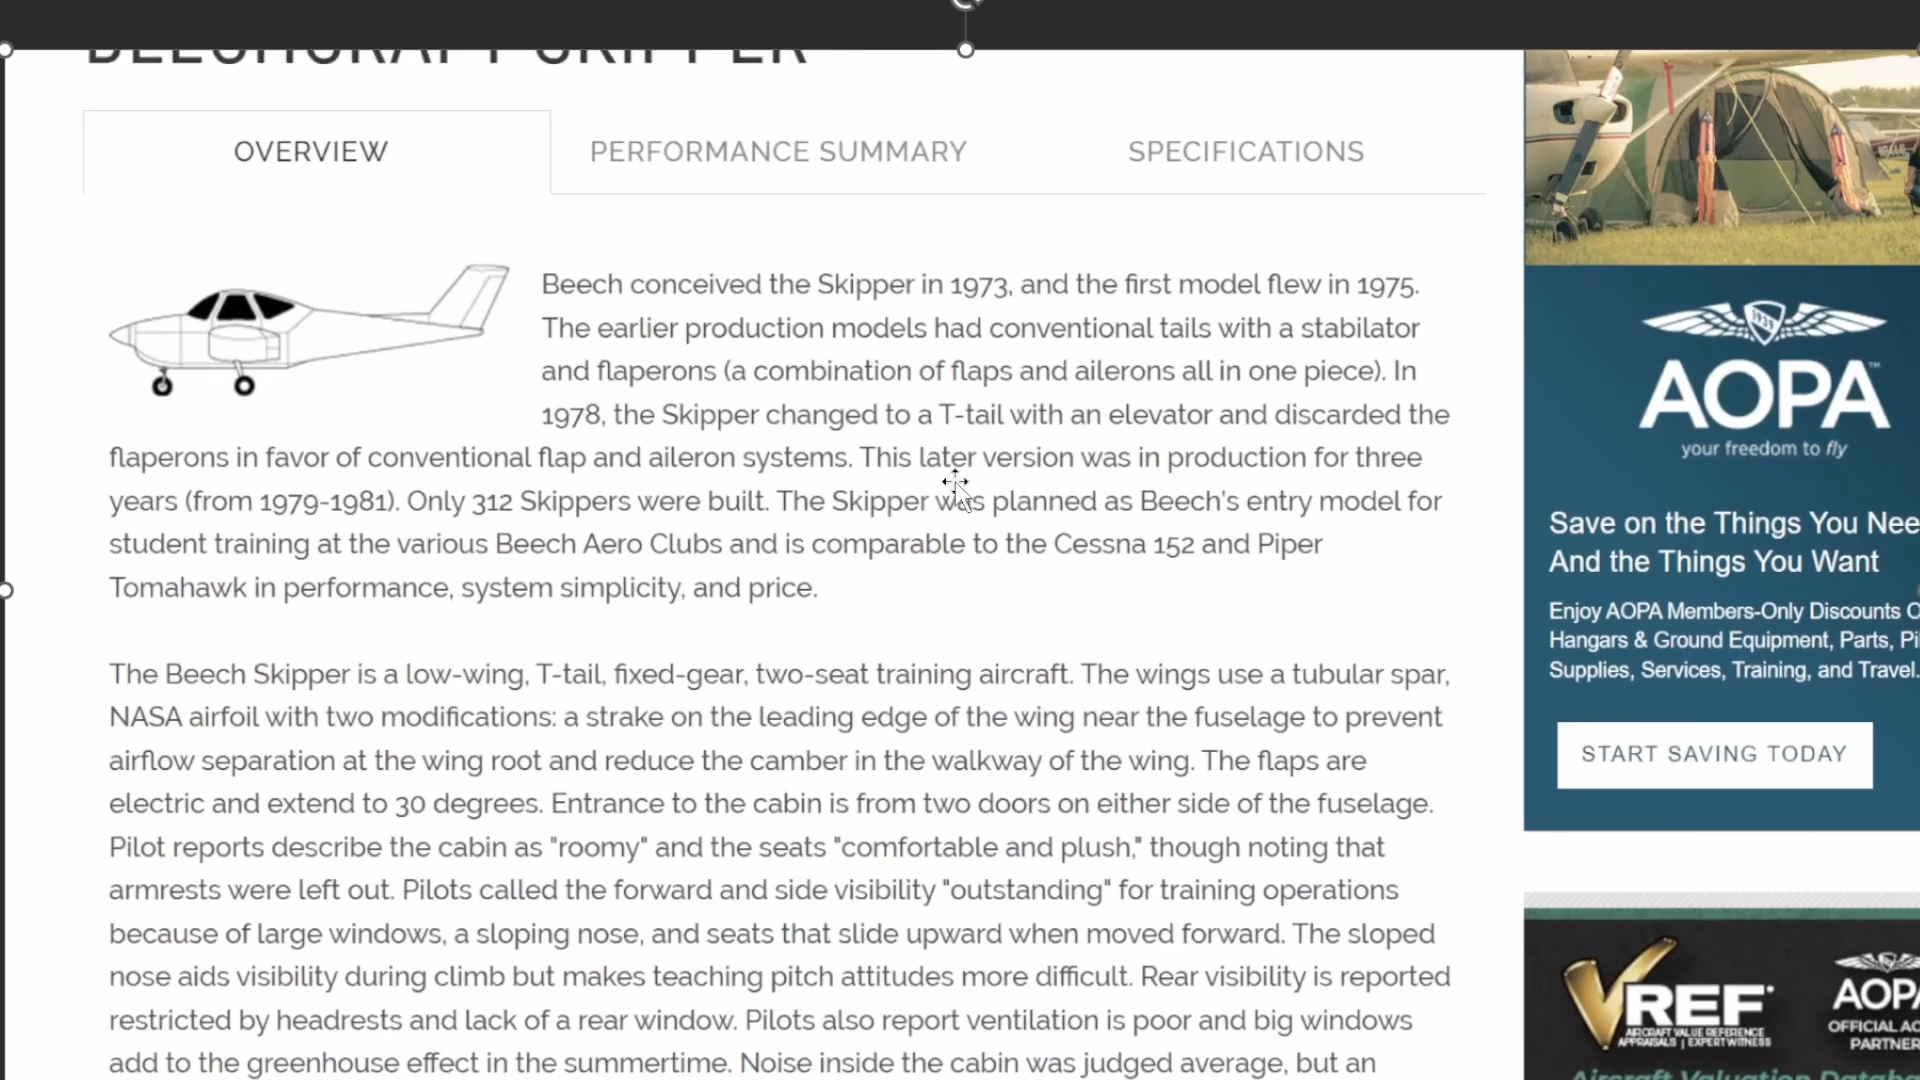 BEECHCRAFT SKIPPER
OVERVIEW
PERFORMANCE SUMMARY
SPECIFICATIONS
Beech conceived the Skipper in 1973, and the first model flew in 1975.
The earlier production models had conventional tails with a stabilator
and flaperons (a combination of flaps and ailerons all in one piece). In
1978, the Skipper changed to a T-tail with an elevator and discarded the
flaperons in favor of conventional flap and aileron systems. This later version was in production for three
years (from 1979-1981). Only 312 Skippers were built. The Skipper was planned as Beech's entry model for
student training at the various Beech Aero Clubs and is comparable to the Cessna 152 and Piper
Tomahawk in performance, system simplicity, and price.
The Beech Skipper is a low-wing, T-tail, fixed-gear, two-seat training aircraft. The wings use a tubular spar,
NASA airfoil with two modifications: a strake on the leading edge of the wing near the fuselage to prevent
airflow separation at the wing root and reduce the camber in the walkway of the wing. The flaps are
electric and extend to 30 degrees. Entrance to the cabin is from two doors on either side of the fuselage.
Pilot reports describe the cabin as "roomy" and the seats "comfortable and plush," though noting that
armrests were left out. Pilots called the forward and side visibility "outstanding" for training operations
because of large windows, a sloping nose, and seats that slide upward when moved forward. The sloped
nose aids visibility during climb but makes teaching pitch attitudes more difficult. Rear visibility is reported
restricted by headrests and lack of a rear window. Pilots also report ventilation is poor and big windows
add to the greenhouse effect in the summertime. Noise inside the cabin was judged average, but an
1939
AOPA™
your freedom to fly
Save on the Things You Nee
And the Things You Want
Enjoy AOPA Members-Only Discounts O
Hangars & Ground Equipment, Parts, Pi
Supplies, Services, Training, and Travel.
START SAVING TODAY
VREF
AIRCRAFT VALUE REFERENCE
APPRAISALS | EXPERT WITNESS
AOPA
OFFICIAL AO
PARTNER
Aircraft Valuation Databa